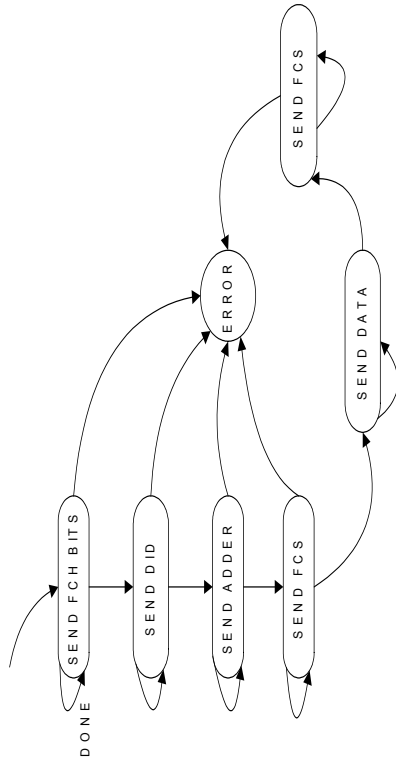 SEND FCH BITS
DONE
SEND DID
SEND ADDER
SEND FCS
ERROR
SEND DATA
SEND FCS